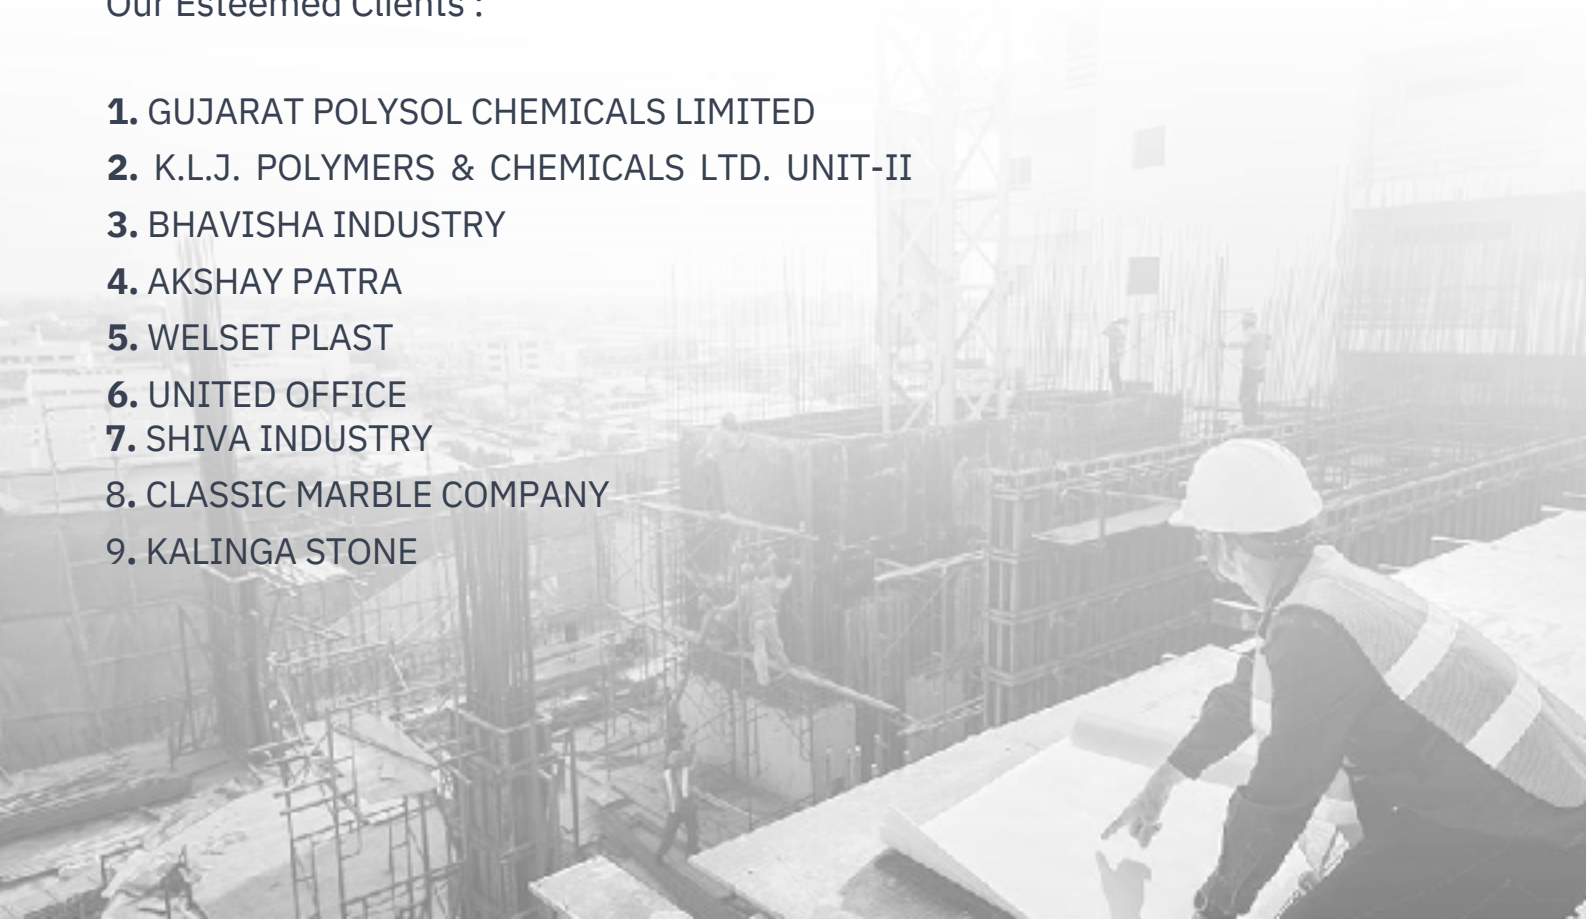 Our Esteemed Clients :
1. GUJARAT POLYSOL CHEMICALS LIMITED
2. K.L.J. POLYMERS & CHEMICALS LTD. UNIT-II
3. BHAVISHA INDUSTRY
4. AKSHAY PATRA
5. WELSET PLAST
6. UNITED OFFICE
7. SHIVA INDUSTRY
8. CLASSIC MARBLE COMPANY
9. KALINGA STONE